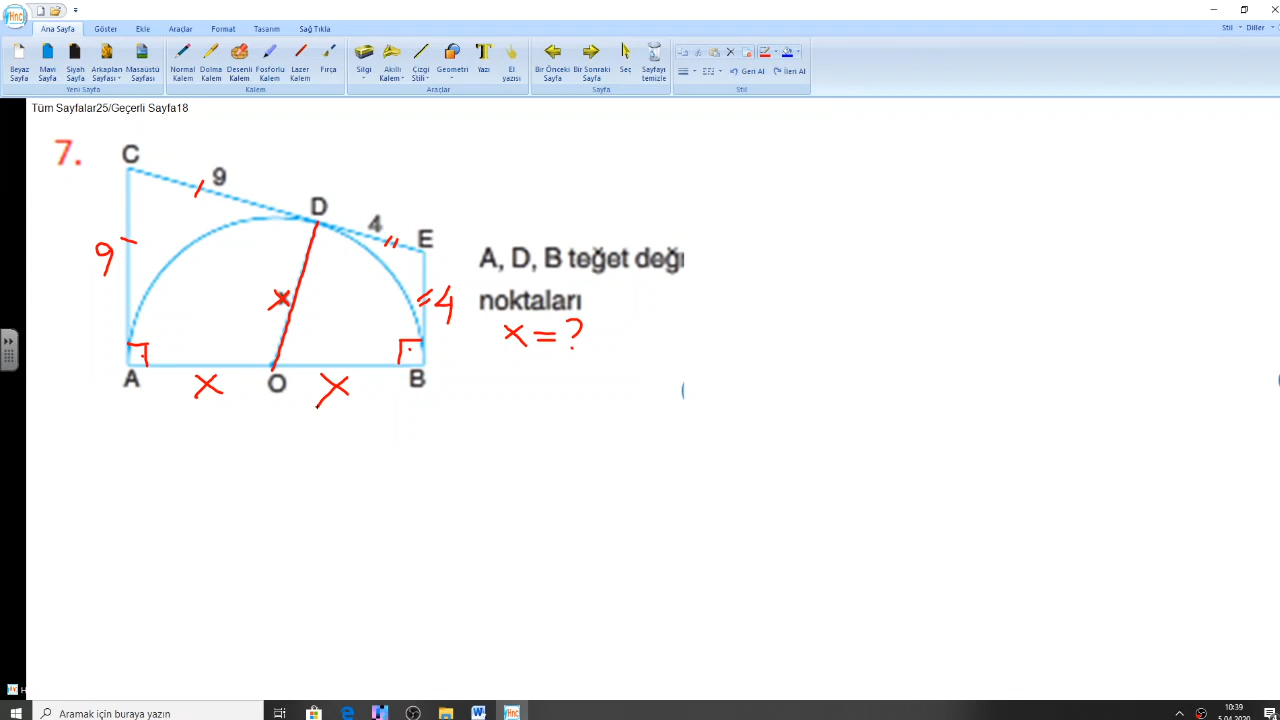 yHnc
Stil Diller
Ana Sayfa Göster Ekle Araçlar Format Tasarım Sağ Tıkla
Beyaz Sayfa Mavi Sayfa Siyah Sayfa Arkaplan Sayfası Masaüstü Sayfası
Normal Kalem Dolma Kalem Desenli Kalem Fosforlu Kalem Lazer Kalem Fırça
Silgi Akıllı Kalem Çizgi Stili Geometri Yazı El yazısı
Bir Önceki Sayfa Bir Sonraki Sayfa Seç Sayfayı temizle
Geri Al İleri Al
Yeni Sayfa Kalem Araçlar Sayfa Stil
Tüm Sayfalar25/Geçerli Sayfa18
7.
C
9
D
4
E
9
x
4
A, D, B teğet
noktaları
x = ?
A
x
O
x
B
H
Aramak için buraya yazın
10:39
5.04.2020